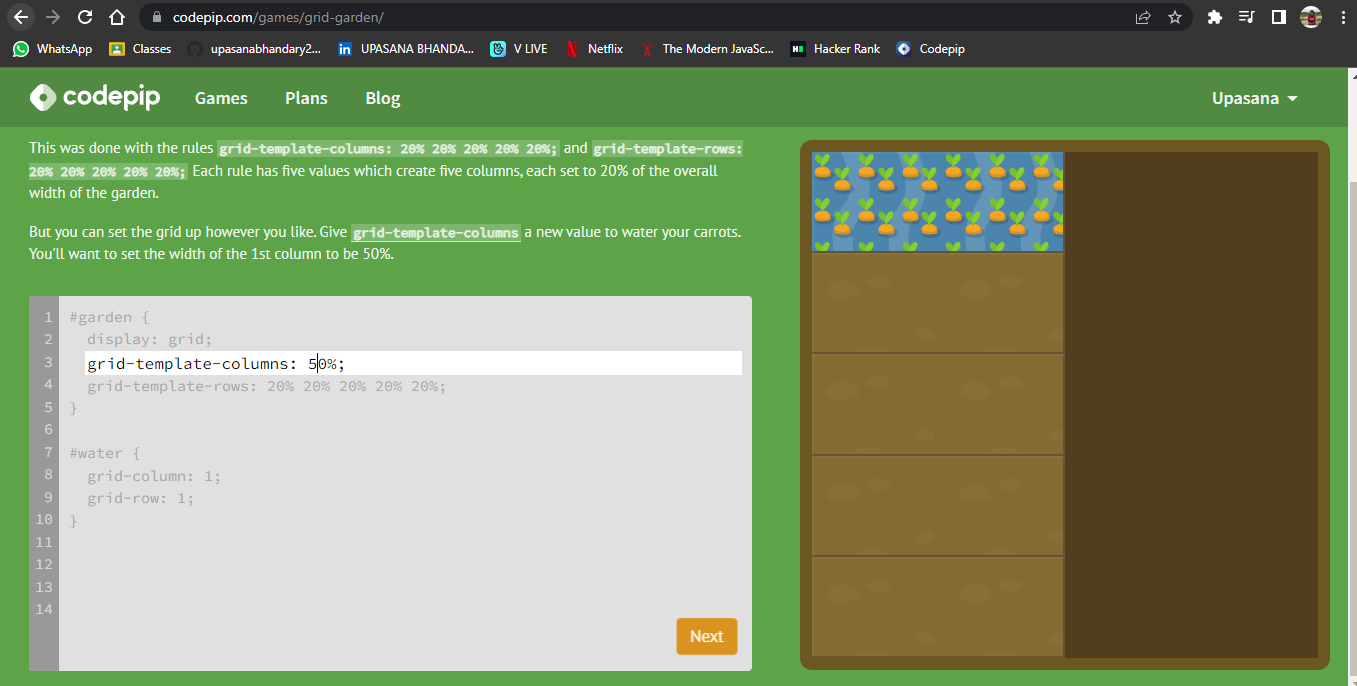 codepip.com/games/grid-garden/
WhatsApp Classes upasanabhandary2... UPASANA BHANDA... V LIVE Netflix The Modern JavaSc... Hacker Rank Codepip
codepip Games Plans Blog Upasana
This was done with the rules grid-template-columns: 20% 20% 20% 20% 20%; and grid-template-rows:
20% 20% 20% 20% 20%; Each rule has five values which create five columns, each set to 20% of the overall
width of the garden.
But you can set the grid up however you like. Give grid-template-columns a new value to water your carrots.
You'll want to set the width of the 1st column to be 50%.
1 #garden {
2 display: grid;
3 grid-template-columns: 50%;
4 grid-template-rows: 20% 20% 20% 20% 20%;
5 }
6
7 #water {
8 grid-column: 1;
9 grid-row: 1;
10 }
11
12
13
14
Next